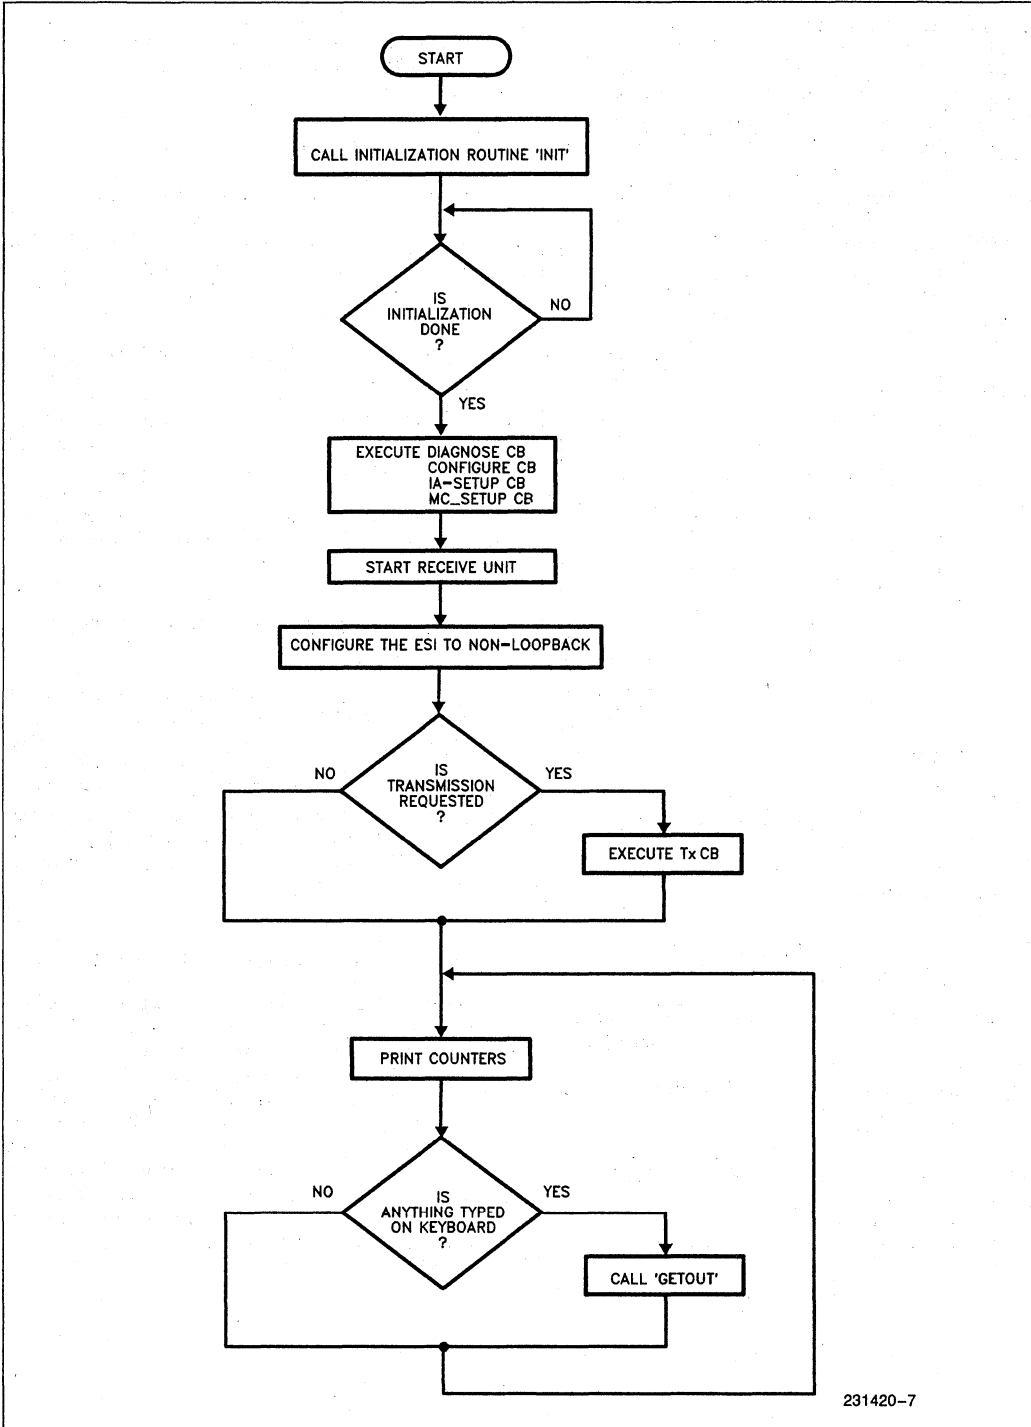 START
CALL INITIALIZATION ROUTINE 'INIT'
IS
INITIALIZATION
DONE
?
NO
YES
EXECUTE DIAGNOSE CB
CONFIGURE CB
IA-SETUP CB
MC_SETUP CB
START RECEIVE UNIT
CONFIGURE THE ESI TO NON-LOOPBACK
NO
IS
TRANSMISSION
REQUESTED
?
YES
EXECUTE Tx CB
PRINT COUNTERS
NO
IS
ANYTHING TYPED
ON KEYBOARD
?
YES
CALL 'GETOUT'
231420-7